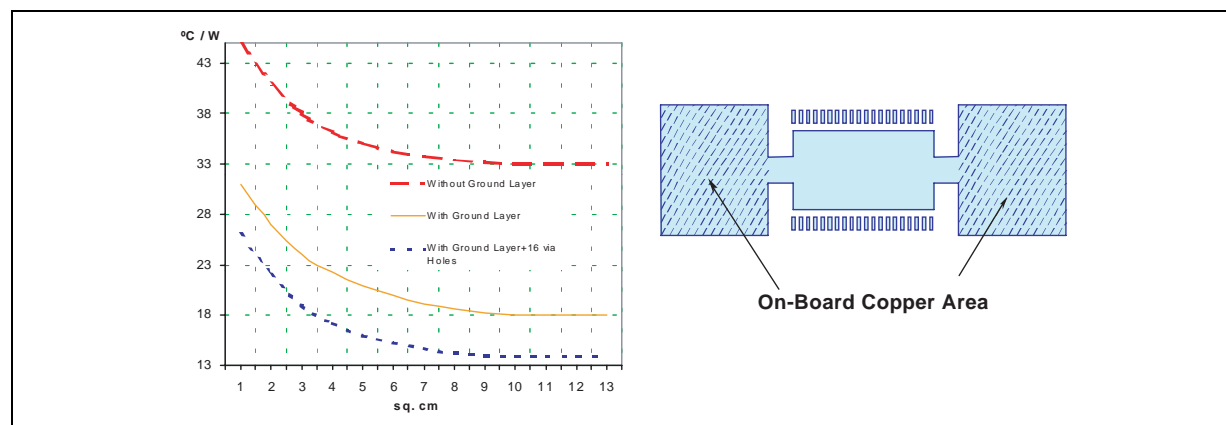 ºC / W
43
38
33
28
23
18
13
Without Ground Layer
With Ground Layer
With Ground Layer+16 via
Holes
1 2 3 4 5 6 7 8 9 10 11 12 13
sq. cm
On-Board Copper Area